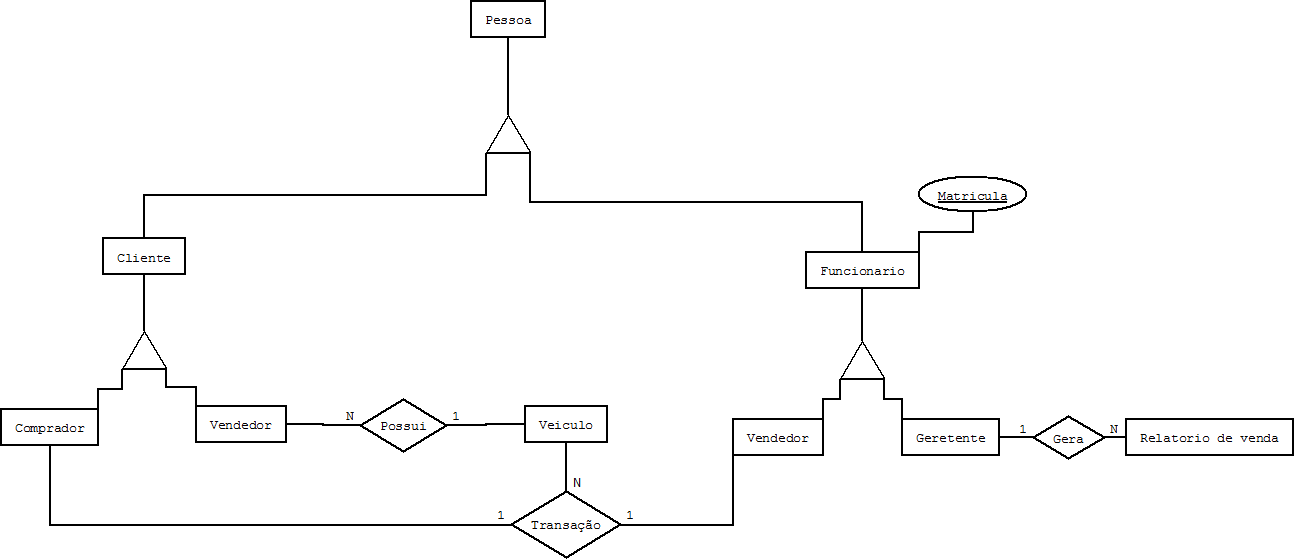 Pessoa
Matricula
Cliente
Funcionario
Comprador
Vendedor
N
Possui
1
Veiculo
Vendedor
Geretente
1
Gera
N
Relatorio de venda
N
1
Transação
1